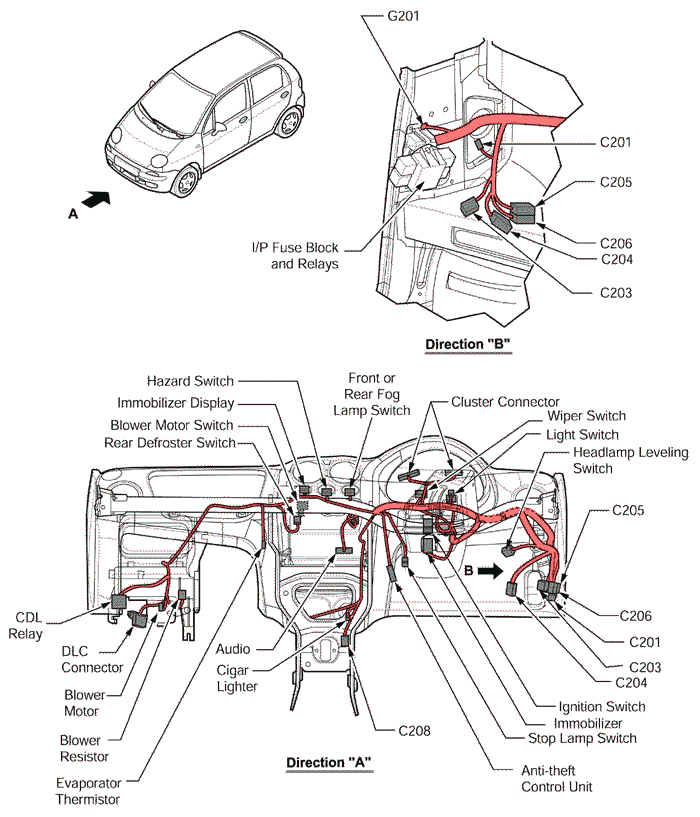 G201
C201
C205
C206
C204
C203
A
I/P Fuse Block
and Relays
Direction "B"
Hazard Switch
Immobilizer Display
Blower Motor Switch
Rear Defroster Switch
Front or
Rear Fog
Lamp Switch
Cluster Connector
Wiper Switch
Light Switch
Headlamp Leveling
Switch
C205
B
C206
C201
C203
C204
CDL
Relay
DLC
Connector
Blower
Motor
Blower
Resistor
Evaporator
Thermistor
Audio
Cigar
Lighter
C208
Ignition Switch
Immobilizer
Stop Lamp Switch
Anti-theft
Control Unit
Direction "A"